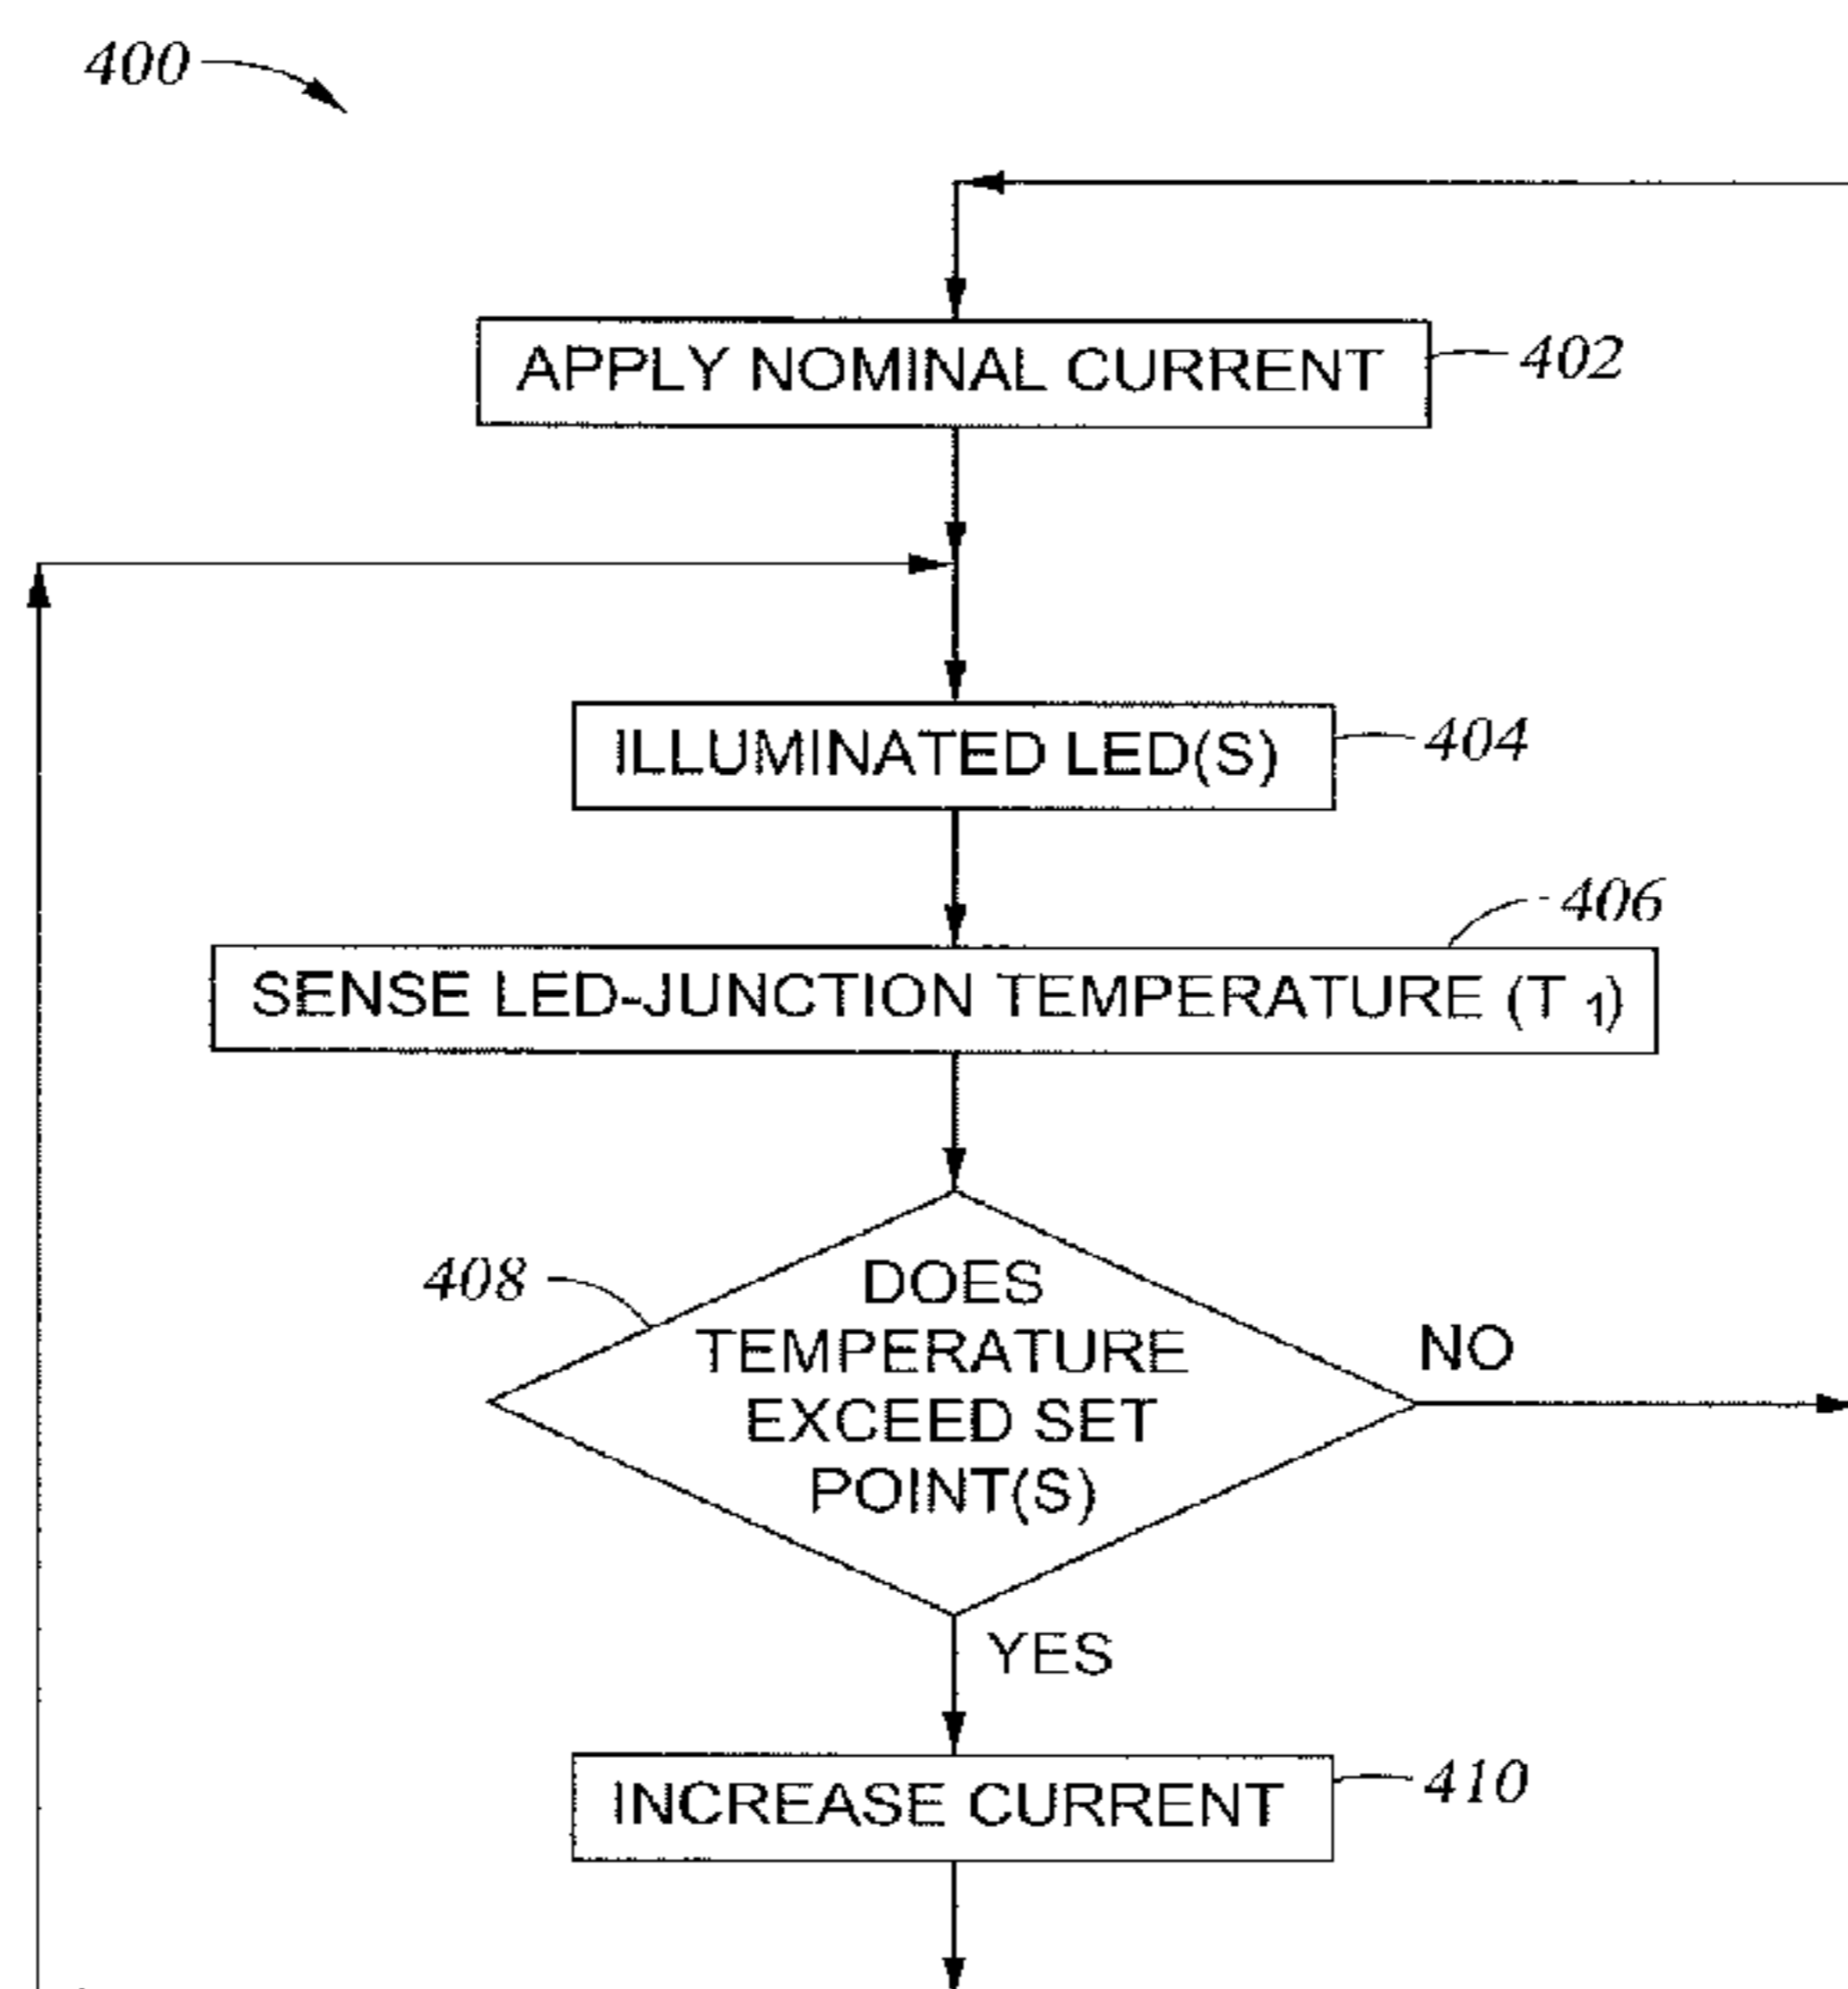 400
APPLY NOMINAL CURRENT
402
ILLUMINATED LED(S)
404
406
SENSE LED-JUNCTION TEMPERATURE (T 1)
408
DOES
TEMPERATURE
EXCEED SET
POINT(S)
NO
YES
INCREASE CURRENT
410